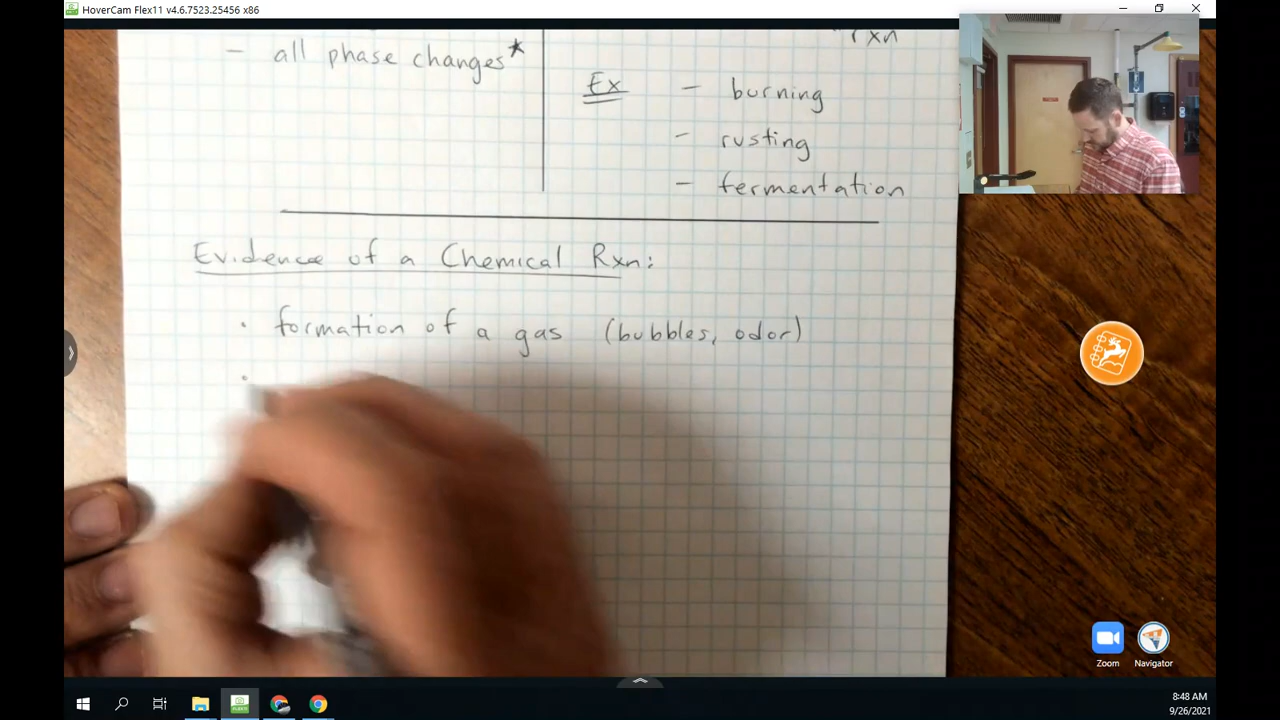 HoverCam Flex11 v4.6.7523.25456 x86
- all phase changes*
rxn
Ex - burning
- rusting
- fermentation
Evidence of a Chemical Rxn:
· formation of a gas (bubbles, odor)
·
Zoom
Navigator
8:48 AM
9/26/2021